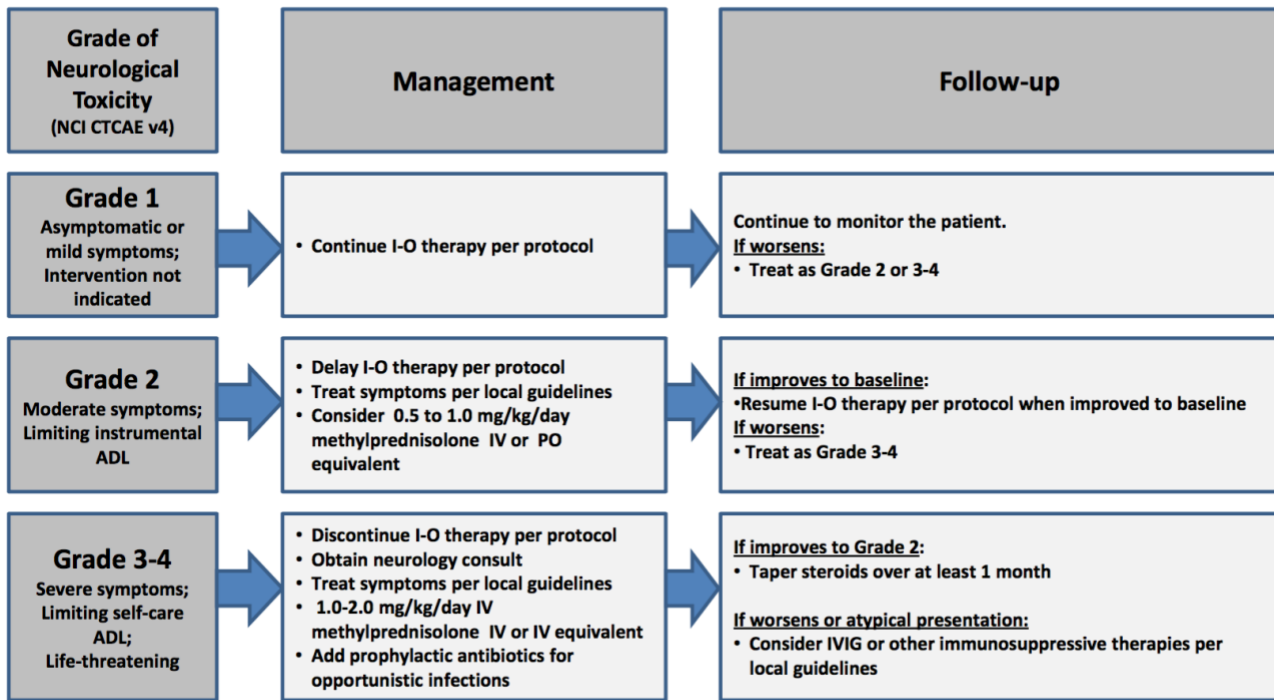 Grade of
Neurological
Toxicity
(NCI CTCAE v4)
Management
Follow-up
Grade 1
Asymptomatic or
mild symptoms;
Intervention not
indicated
• Continue I-O therapy per protocol
Continue to monitor the patient.
If worsens:
• Treat as Grade 2 or 3-4
Grade 2
Moderate symptoms;
Limiting instrumental
ADL
• Delay I-O therapy per protocol
• Treat symptoms per local guidelines
• Consider 0.5 to 1.0 mg/kg/day
methylprednisolone IV or PO
equivalent
If improves to baseline:
•Resume I-O therapy per protocol when improved to baseline
If worsens:
• Treat as Grade 3-4
Grade 3-4
Severe symptoms;
Limiting self-care
ADL;
Life-threatening
• Discontinue I-O therapy per protocol
• Obtain neurology consult
• Treat symptoms per local guidelines
• 1.0-2.0 mg/kg/day IV
methylprednisolone IV or IV equivalent
• Add prophylactic antibiotics for
opportunistic infections
If improves to Grade 2:
• Taper steroids over at least 1 month
If worsens or atypical presentation:
• Consider IVIG or other immunosuppressive therapies per
local guidelines